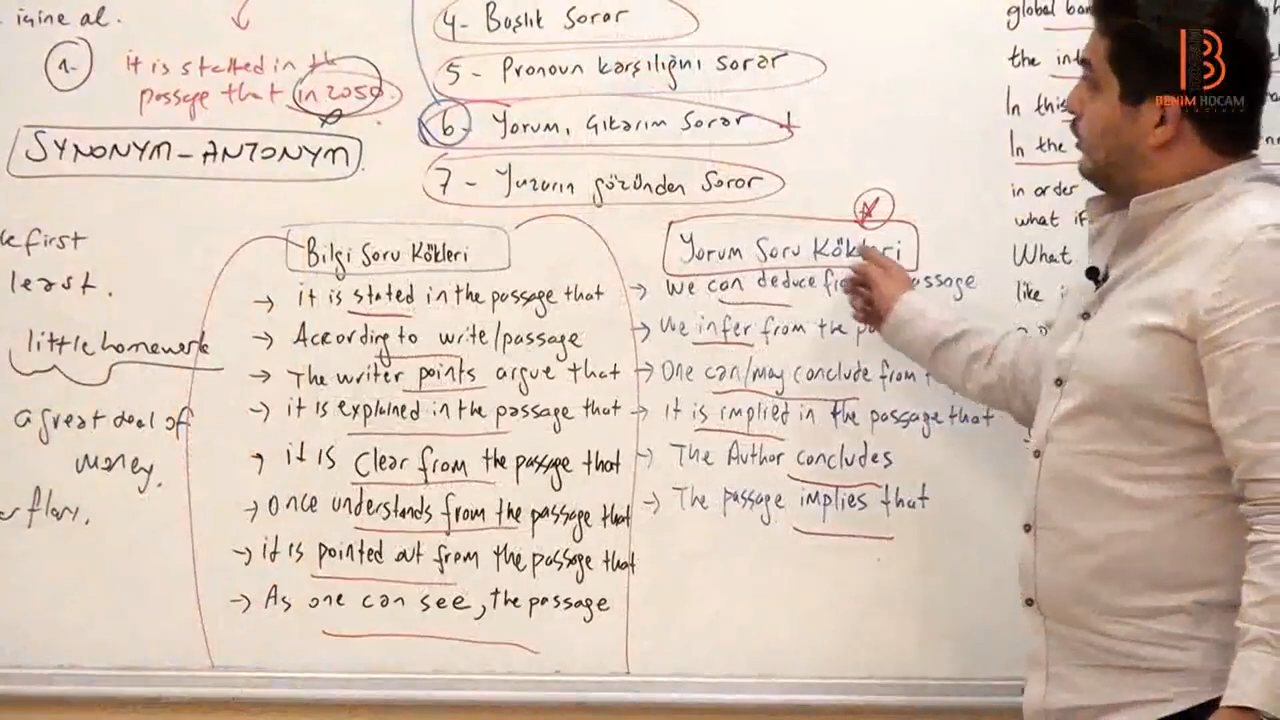 içine al.
1. it is stated in the
passage that in 2050.
SYNONYM - ANTONYM
first
least.
little homework
a great deal of
money.
4- Başlık Sorar
5 - Pronoun karşılığını sorar
6- Yorum, Çıkarım Sorar +
7 - Yazarın gözünden Sorar
Bilgi Soru Kökleri
→ it is stated in the passage that
→ According to write/passage
→ The writer points argue that
→ it is explained in the passage that
→ it is Clear from the passage that
→ Once understands from the passage that
→ it is pointed out from the passage that
→ As one can see, the passage
Yorum Soru Kökleri
→ We can deduce passage
→ We infer from the
→ One can/may conclude from
→ It is implied in the passage that
→ The Author concludes
→ The passage implies that
global
the
In this
In the
in order
what if
What
like
BENIM HOCAM